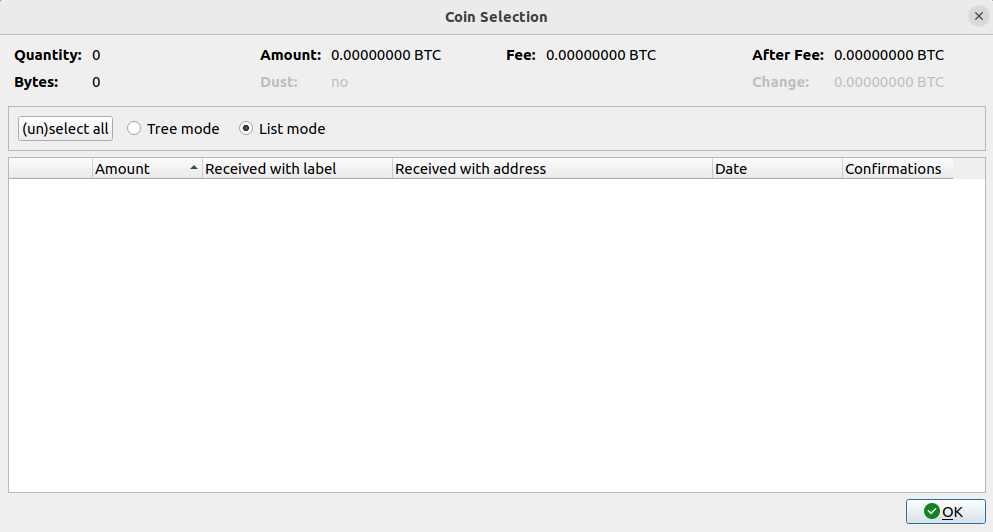 Coin Selection
Quantity: 0 Amount: 0.00000000 BTC Fee: 0.00000000 BTC After Fee: 0.00000000 BTC
Bytes: 0 Dust: no Change: 0.00000000 BTC
(un)select all Tree mode List mode
Amount Received with label Received with address Date Confirmations
OK